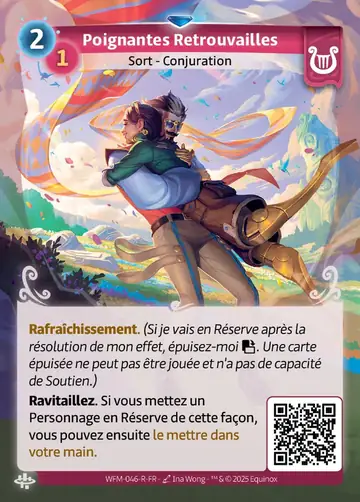 2
1
Poignantes Retrouvailles
Sort - Conjuration
Rafraîchissement. (Si je vais en Réserve après la
résolution de mon effet, épuisez-moi. Une carte
épuisée ne peut pas être jouée et n'a pas de capacité
de Soutien.)
Ravitaillez. Si vous mettez un
Personnage en Réserve de cette façon,
vous pouvez ensuite le mettre dans
votre main.
WFM-046-R-FR - Ina Wong - ™ & © 2025 Equinox